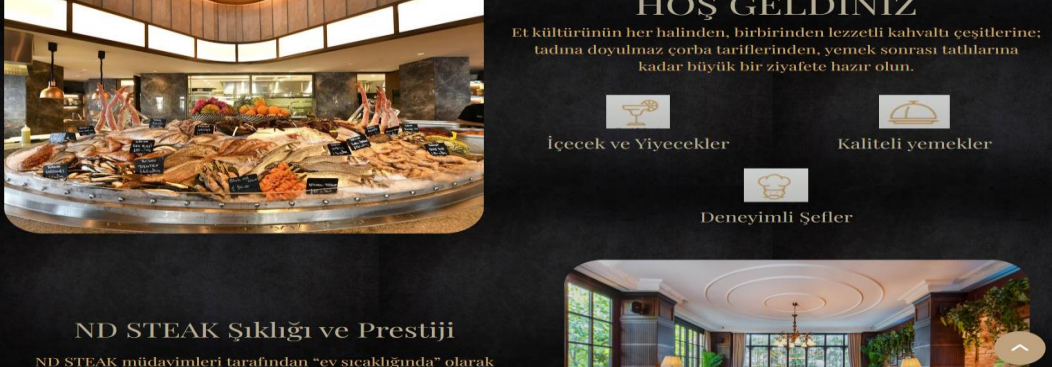 HOŞ GELDİNİZ
Et kültürünün her halinden, birbirinden lezzetli kahvaltı çeşitlerine;
tadına doyulmaz çorba tariflerinden, yemek sonrası tatlılarına
kadar büyük bir ziyafete hazır olun.
İçecek ve Yiyecekler
Kaliteli yemekler
Deneyimli Şefler
ND STEAK Şıklığı ve Prestiji
ND STEAK müdavimleri tarafından “ev sıcaklığında” olarak